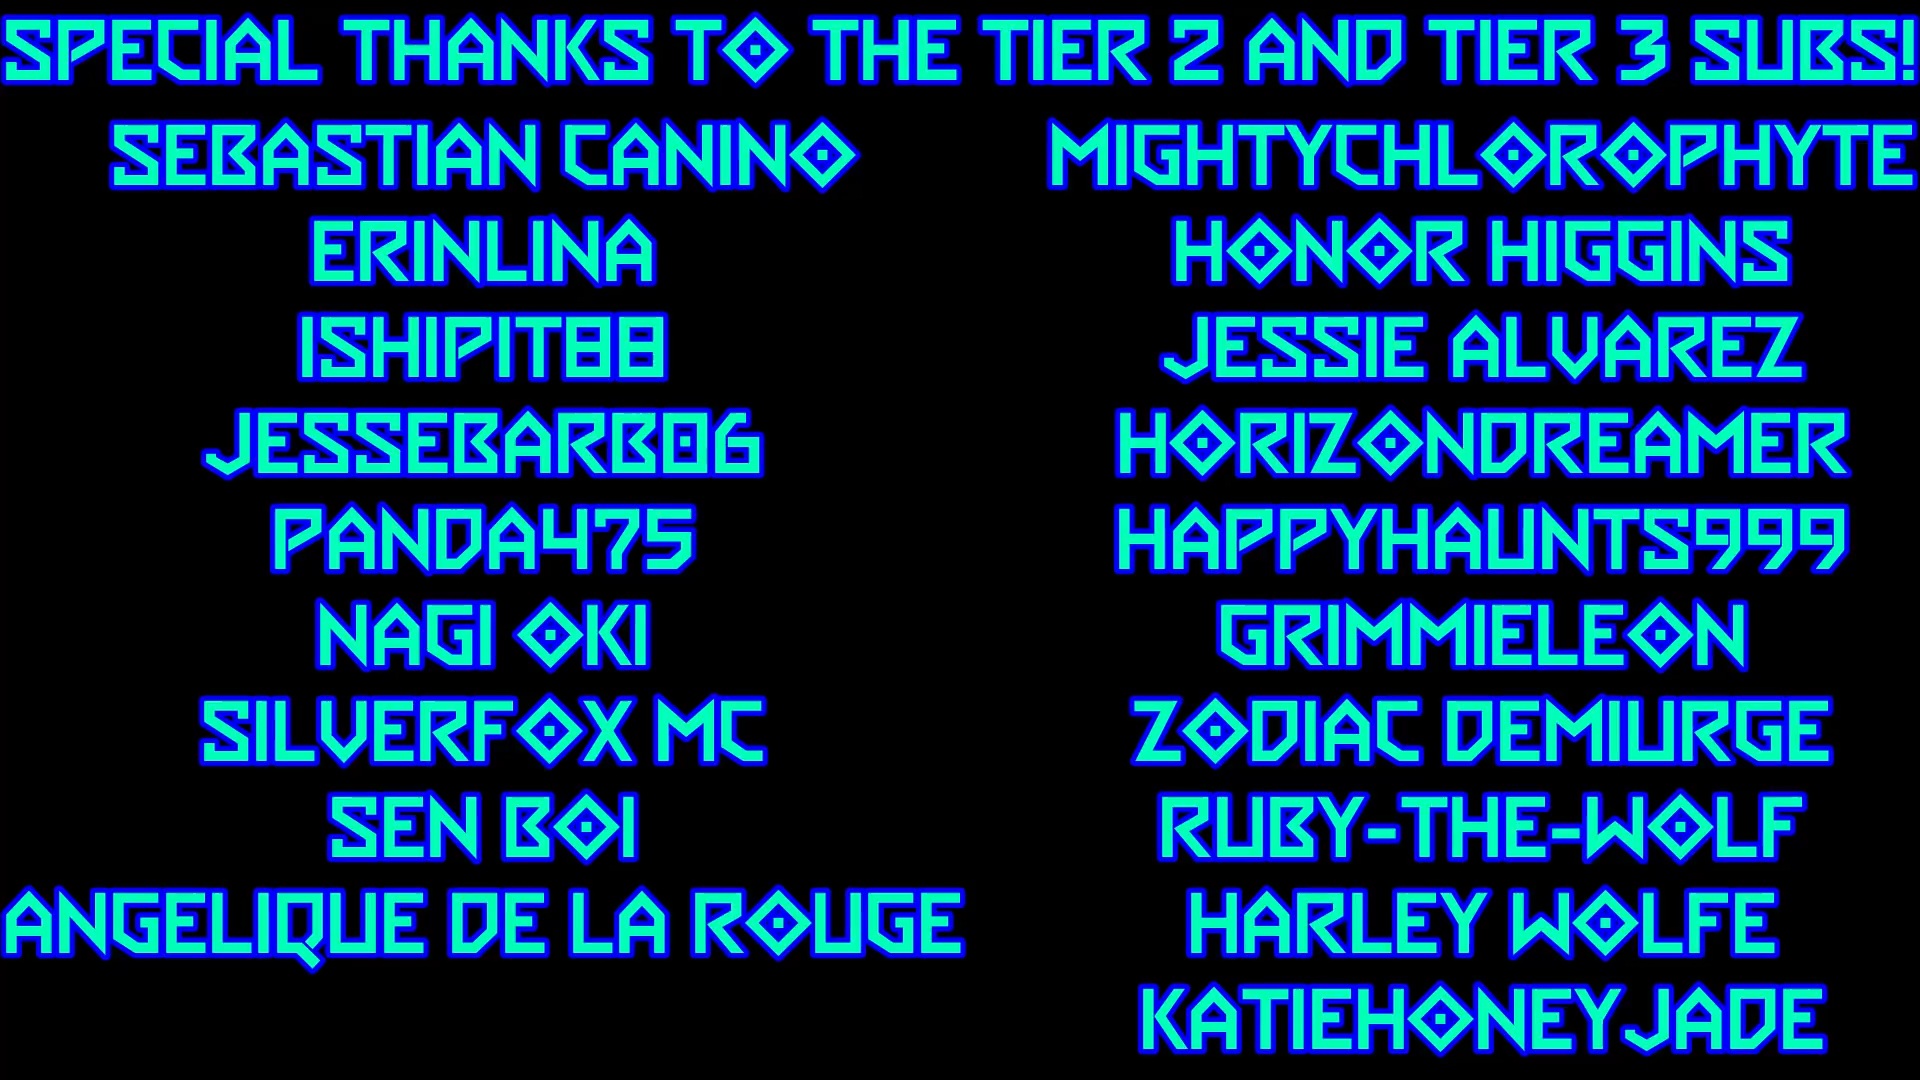 SPECIAL THANKS TO THE TIER 2 AND TIER 3 SUBS!
SEBASTIAN CANINO
ERINLINA
ISHIPIT88
JESSEBARB06
PANDA475
NAGI OKI
SILVERFOX MC
SEN BOI
ANGELIQUE DE LA ROUGE
MIGHTYCHLOROPHYTE
HONOR HIGGINS
JESSIE ALVAREZ
HORIZONDREAMER
HAPPYHAUNTS999
GRIMMIELEON
ZODIAC DEMIURGE
RUBY-THE-WOLF
HARLEY WOLFE
KATIEHONEYJADE